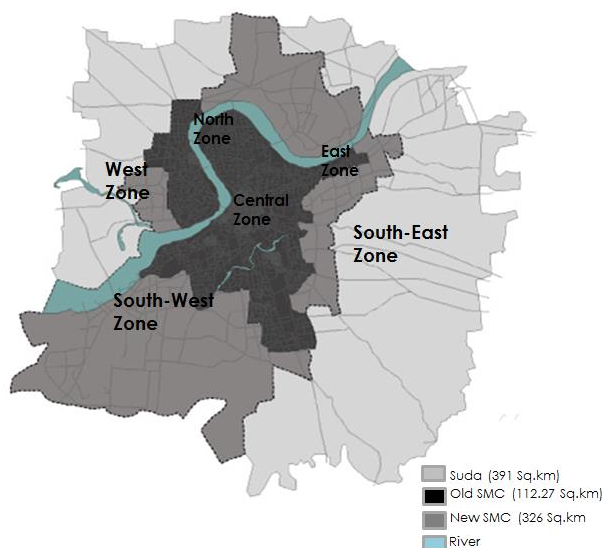 North
Zone
East
Zone
West
Zone
Central
Zone
South-East
Zone
South-West
Zone
Suda (391 Sq.km)
Old SMC (112.27 Sq.km)
New SMC (326 Sq.km
River